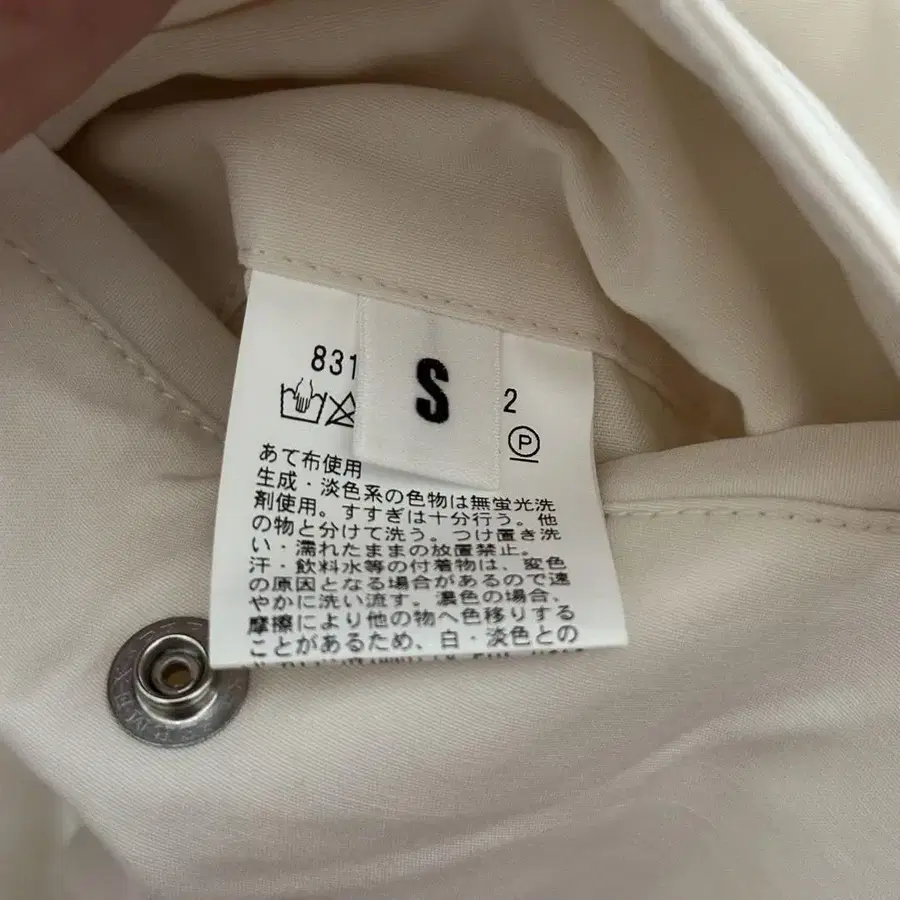 831
S
2
P
あて布使用
生成・淡色系の色物は無蛍光洗
剤使用。すすぎは十分行う。他
の物と分けて洗う。つけ置き洗
い・濡れたままの放置禁止。
汗・飲料水等の付着物は、変色
の原因となる場合があるので速
やかに洗い流す。濃色の場合、
摩擦により他の物へ色移りする
ことがあるため、白・淡色との